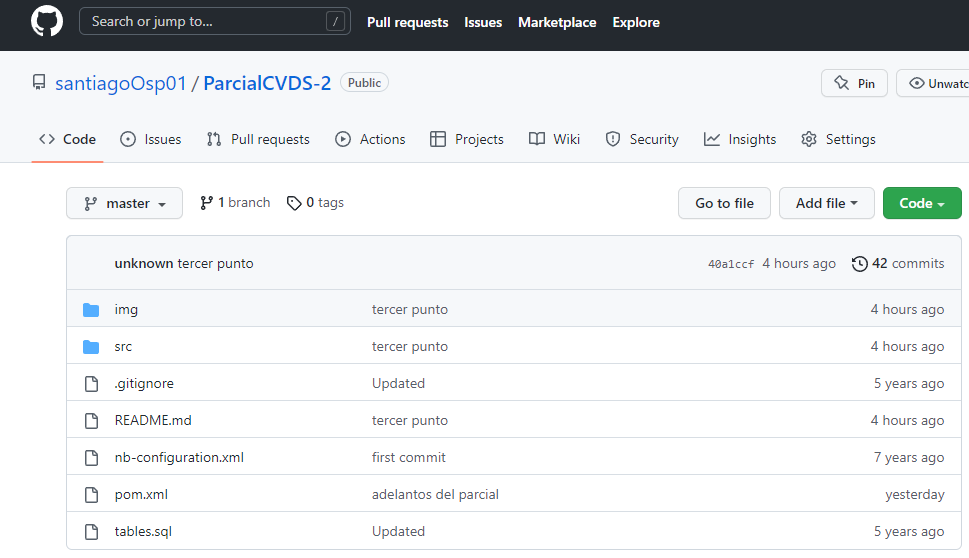 Search or jump to... /
Pull requests Issues Marketplace Explore
santiagoOsp01 / ParcialCVDS-2 Public
Pin Unwatc
Code Issues Pull requests Actions Projects Wiki Security Insights Settings
master 1 branch 0 tags Go to file Add file Code
unknown tercer punto 40a1ccf 4 hours ago 42 commits
img tercer punto 4 hours ago
src tercer punto 4 hours ago
.gitignore Updated 5 years ago
README.md tercer punto 4 hours ago
nb-configuration.xml first commit 7 years ago
pom.xml adelantos del parcial yesterday
tables.sql Updated 5 years ago